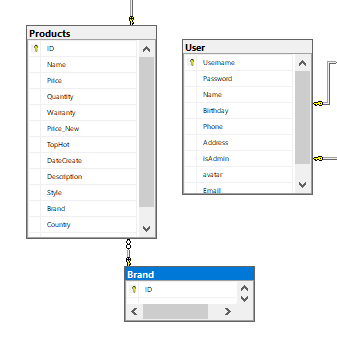 Products
ID
Name
Price
Quantity
Warranty
Price_New
TopHot
DateCreate
Description
Style
Brand
Country
User
Username
Password
Name
Birthday
Phone
Address
isAdmin
avatar
Email
Brand
ID